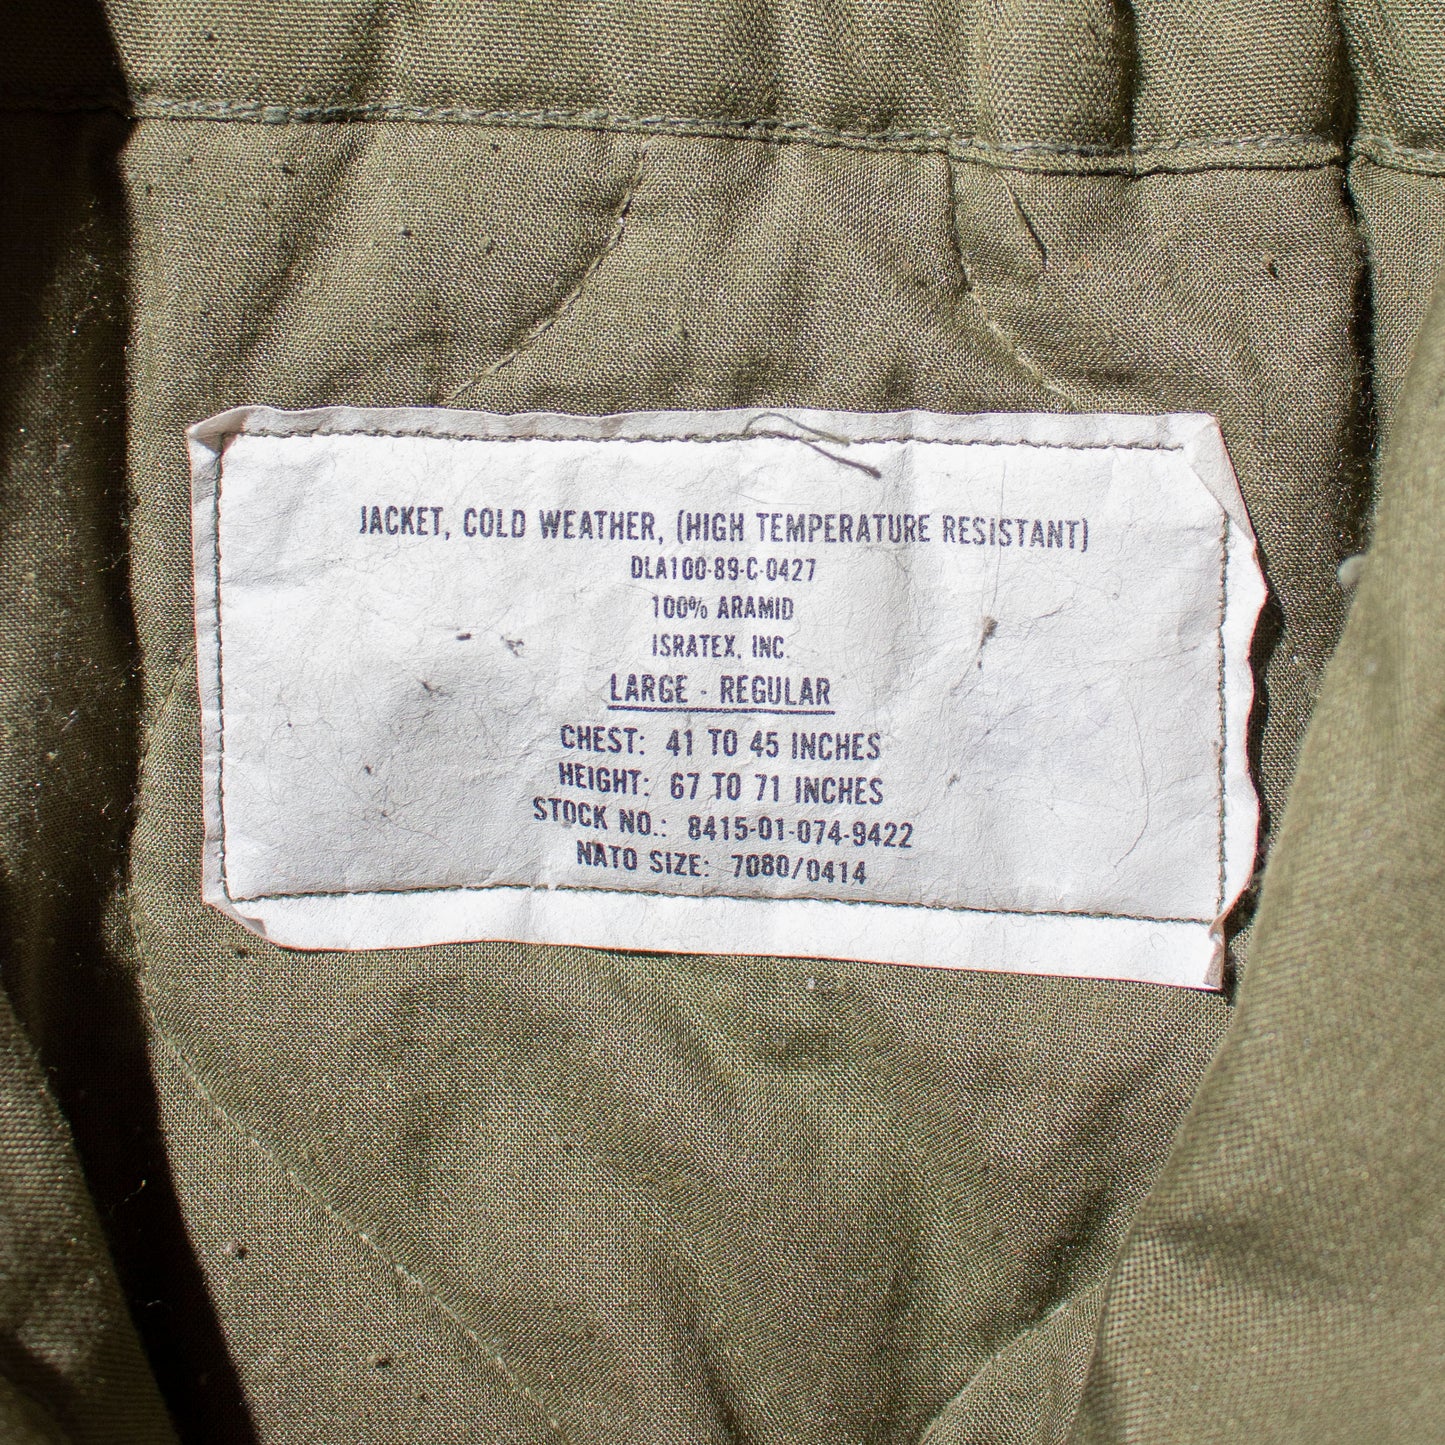 JACKET, COLD WEATHER, (HIGH TEMPERATURE RESISTANT)
DLA100-89-C-0427
100% ARAMID
ISRATEX, INC.
LARGE - REGULAR
CHEST: 41 TO 45 INCHES
HEIGHT: 67 TO 71 INCHES
STOCK NO.: 8415-01-074-9422
NATO SIZE: 7080/0414